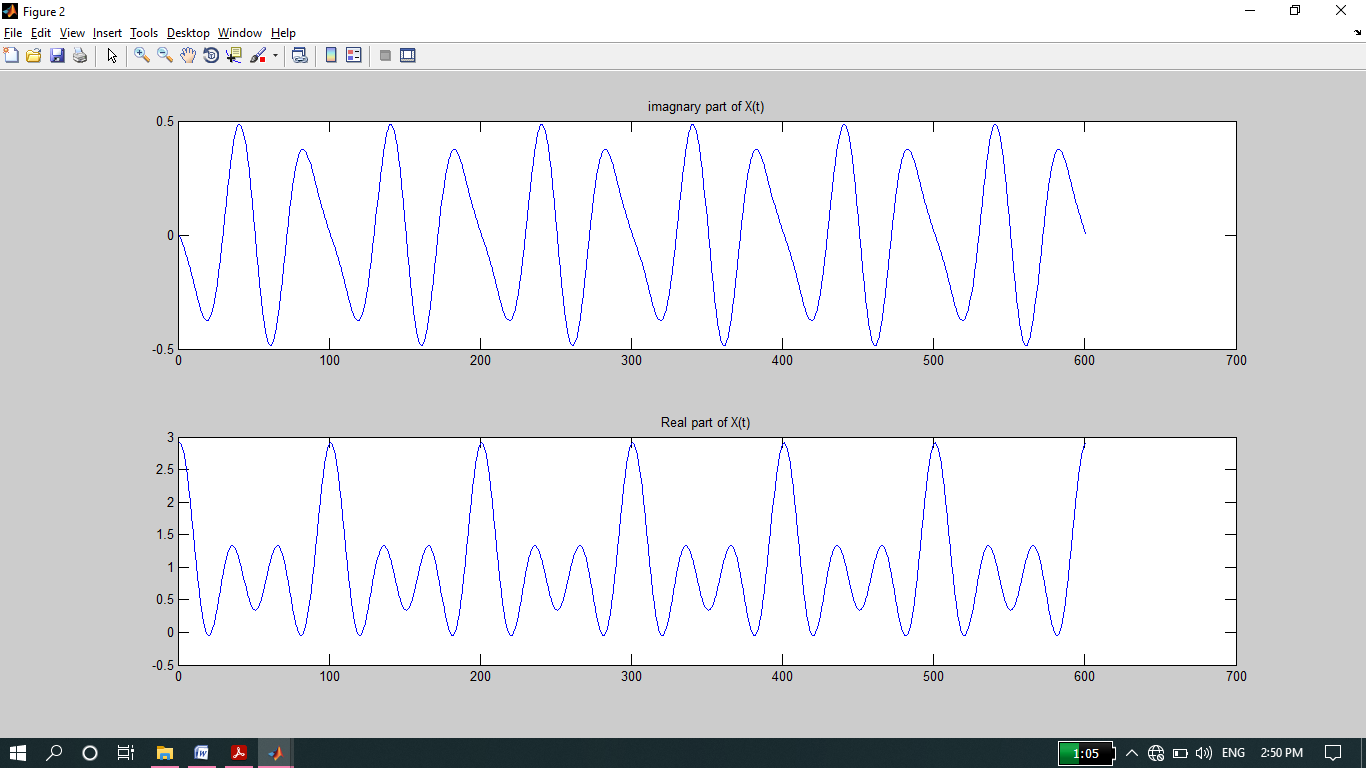 Figure 2
File Edit View Insert Tools Desktop Window Help
imagnary part of X(t)
0.5
0
-0.5
0 100 200 300 400 500 600 700
Real part of X(t)
3
2.5
2
1.5
1
0.5
0
-0.5
0 100 200 300 400 500 600 700
1:05 ENG 2:50 PM